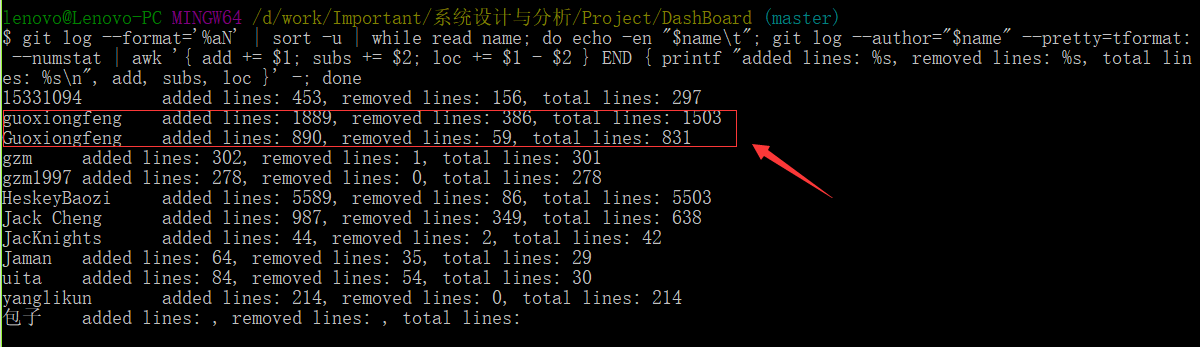 lenovo@Lenovo-PC MINGW64 /d/work/Important/系统设计与分析/Project/DashBoard (master)
$ git log --format='%aN' | sort -u | while read name; do echo -en "$name\t"; git log --author="$name" --pretty=tformat:
 --numstat | awk '{ add += $1; subs += $2; loc += $1 - $2 } END { printf "added lines: %s, removed lines: %s, total lin
es: %s\n", add, subs, loc }' -; done
15331094        added lines: 453, removed lines: 156, total lines: 297
guoxiongfeng    added lines: 1889, removed lines: 386, total lines: 1503
Guoxiongfeng    added lines: 890, removed lines: 59, total lines: 831
gzm     added lines: 302, removed lines: 1, total lines: 301
gzm1997 added lines: 278, removed lines: 0, total lines: 278
HeskeyBaozi     added lines: 5589, removed lines: 86, total lines: 5503
Jack Cheng      added lines: 987, removed lines: 349, total lines: 638
JacKnights      added lines: 44, removed lines: 2, total lines: 42
Jaman   added lines: 64, removed lines: 35, total lines: 29
uita    added lines: 84, removed lines: 54, total lines: 30
yanglikun       added lines: 214, removed lines: 0, total lines: 214
包子    added lines: , removed lines: , total lines: